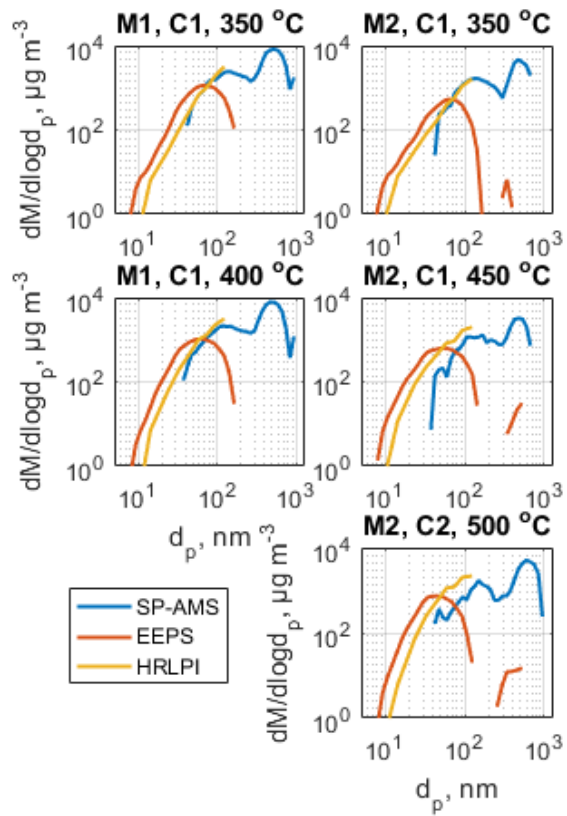 M1, C1, 350 °C
M2, C1, 350 °C
dM/dlogdₚ, µg m⁻³
10⁴
10²
10⁰
10¹
10²
10³
10⁴
10²
10⁰
10¹
10²
10³
M1, C1, 400 °C
M2, C1, 450 °C
dM/dlogdₚ, µg m⁻³
10⁴
10²
10⁰
10¹
10²
10³
dₚ, nm
10⁴
10²
10⁰
10¹
10²
10³
M2, C2, 500 °C
dM/dlogdₚ, µg m⁻³
10⁴
10²
10⁰
10¹
10²
10³
dₚ, nm
SP-AMS
EEPS
HRLPI